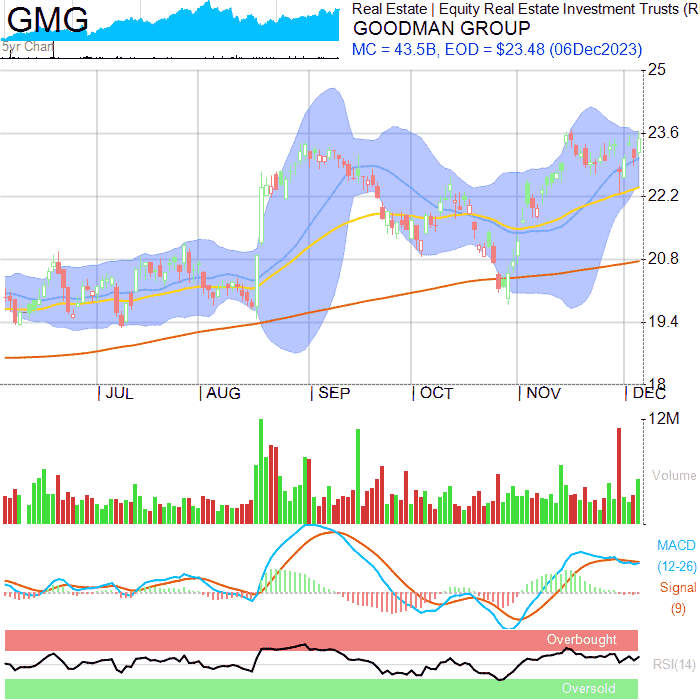 GMG
5yr Chart
Real Estate | Equity Real Estate Investment Trusts (R
GOODMAN GROUP
MC = 43.5B, EOD = $23.48 (06Dec2023)
25
23.6
22.2
20.8
19.4
18
JUL
AUG
SEP
OCT
NOV
DEC
12M
Volume
MACD
(12-26)
Signal
(9)
Overbought
RSI(14)
Oversold